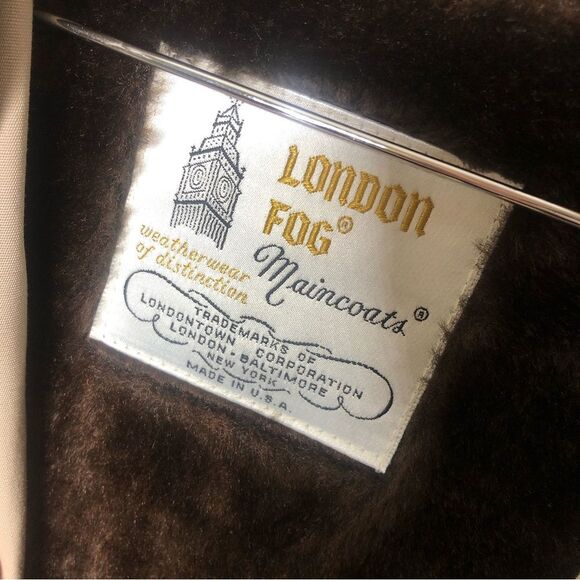 LONDON
FOG®
Maincoats®
weatherwear
of distinction
TRADEMARKS OF
LONDONTOWN CORPORATION
LONDON - BALTIMORE
NEW YORK
MADE IN U.S.A.